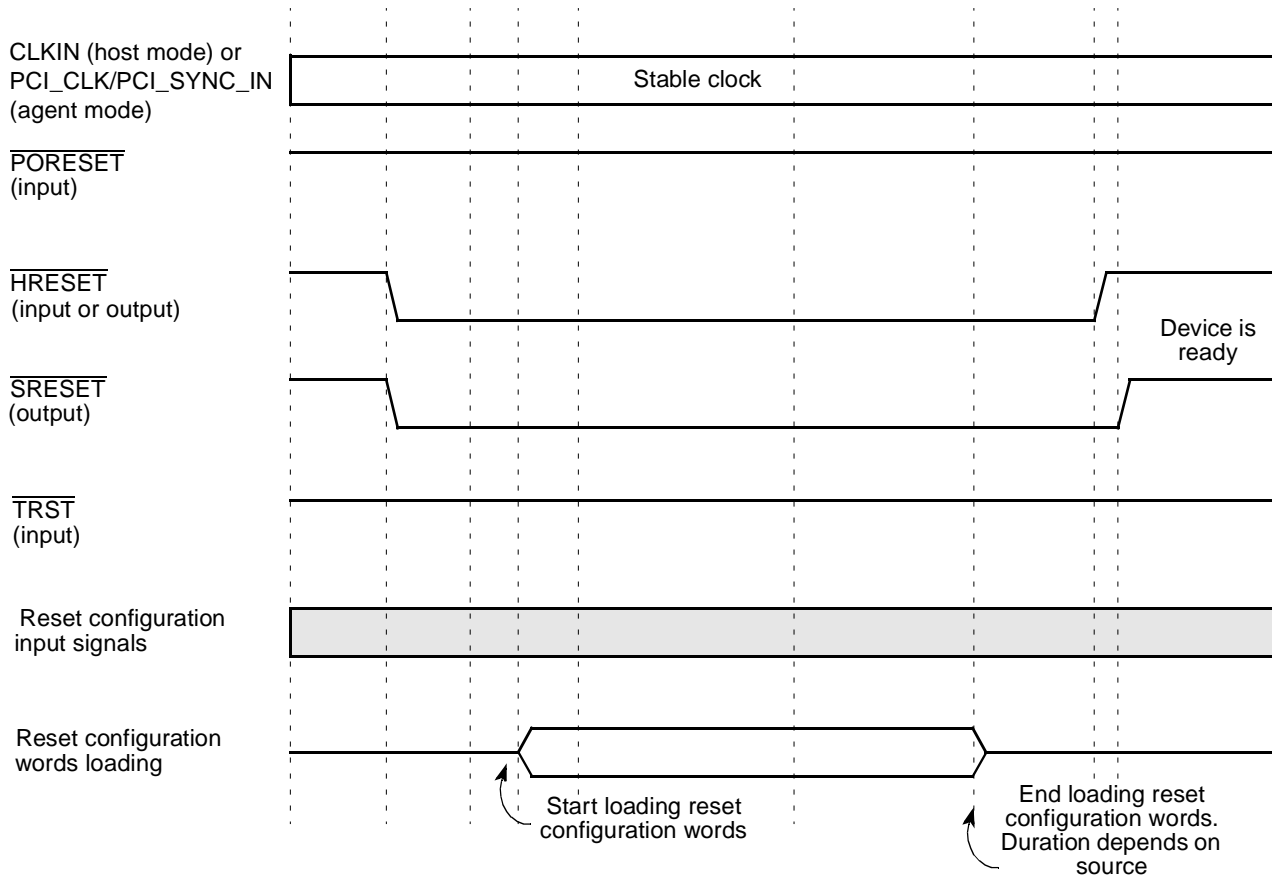 CLKIN (host mode) or
PCI_CLK/PCI_SYNC_IN
(agent mode)
Stable clock
PORESET
(input)
HRESET
(input or output)
Device is
ready
SRESET
(output)
TRST
(input)
Reset configuration
input signals
Reset configuration
words loading
Start loading reset
configuration words
End loading reset
configuration words.
Duration depends on
source